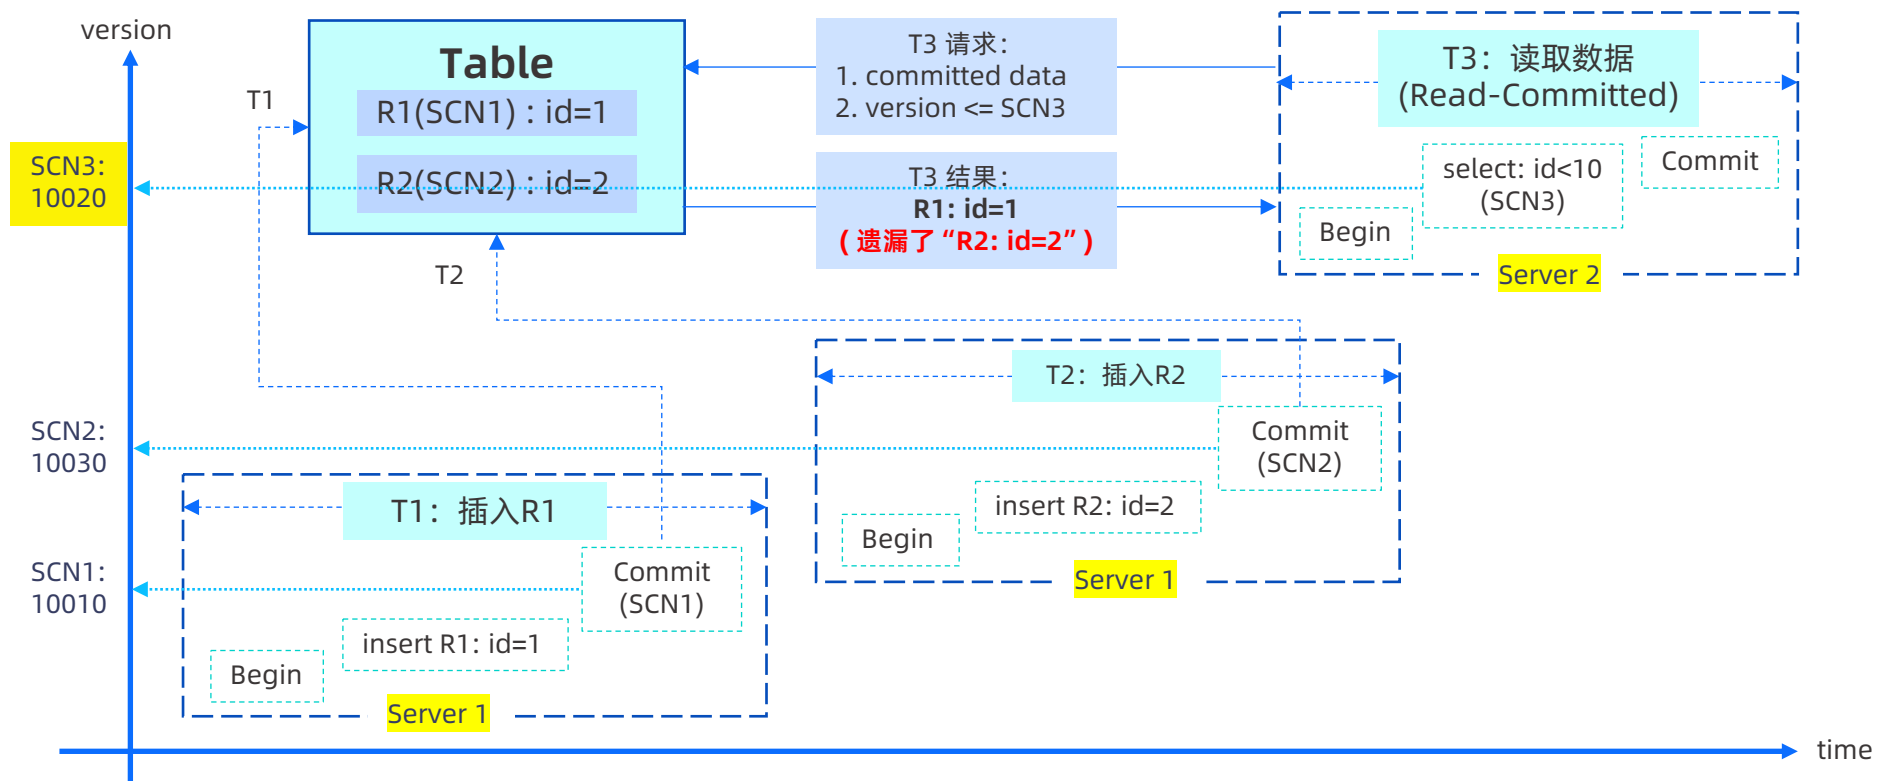 version
Table
R1(SCN1) : id=1
R2(SCN2) : id=2
T1
T2
T3 请求：
1. committed data
2. version <= SCN3
T3 结果：
R1: id=1
( 遗漏了 “R2: id=2” )
T3：读取数据
(Read-Committed)
Commit
select: id<10
(SCN3)
Begin
Server 2
SCN3:
10020
T2：插入R2
Commit
(SCN2)
insert R2: id=2
Begin
Server 1
SCN2:
10030
T1：插入R1
Commit
(SCN1)
insert R1: id=1
Begin
Server 1
SCN1:
10010
time